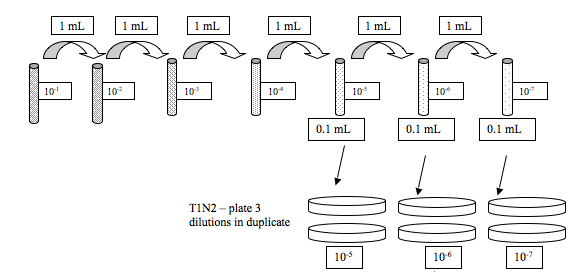 1 mL 1 mL 1 mL 1 mL 1 mL 1 mL
10⁻¹ 10⁻² 10⁻³ 10⁻⁴ 10⁻⁵ 10⁻⁶ 10⁻⁷
0.1 mL 0.1 mL 0.1 mL
T1N2 – plate 3
dilutions in duplicate
10⁻⁵ 10⁻⁶ 10⁻⁷